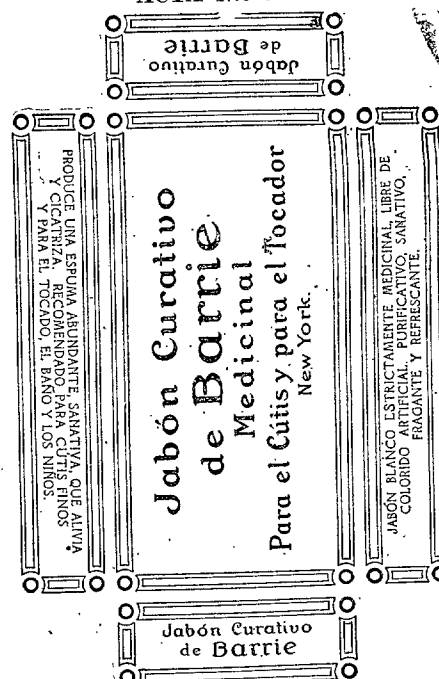 Jabón Curativo
de Barrie
PRODUCE UNA ESPUMA ABUNDANTE, SANATIVA, QUE ALIVIA
Y CICATRIZA. RECOMENDADO PARA CÚTIS FINOS
Y PARA EL TOCADO, EL BAÑO Y LOS NIÑOS.
Jabón Curativo
de Barrie
Medicinal
Para el Cútis y para el Tocador
New York.
JABÓN BLANCO ESTRICTAMENTE MEDICINAL, LIBRE DE
COLORIDO ARTIFICIAL. PURIFICATIVO, SANATIVO,
FRAGANTE Y REFRESCANTE.
Jabón Curativo
de Barrie